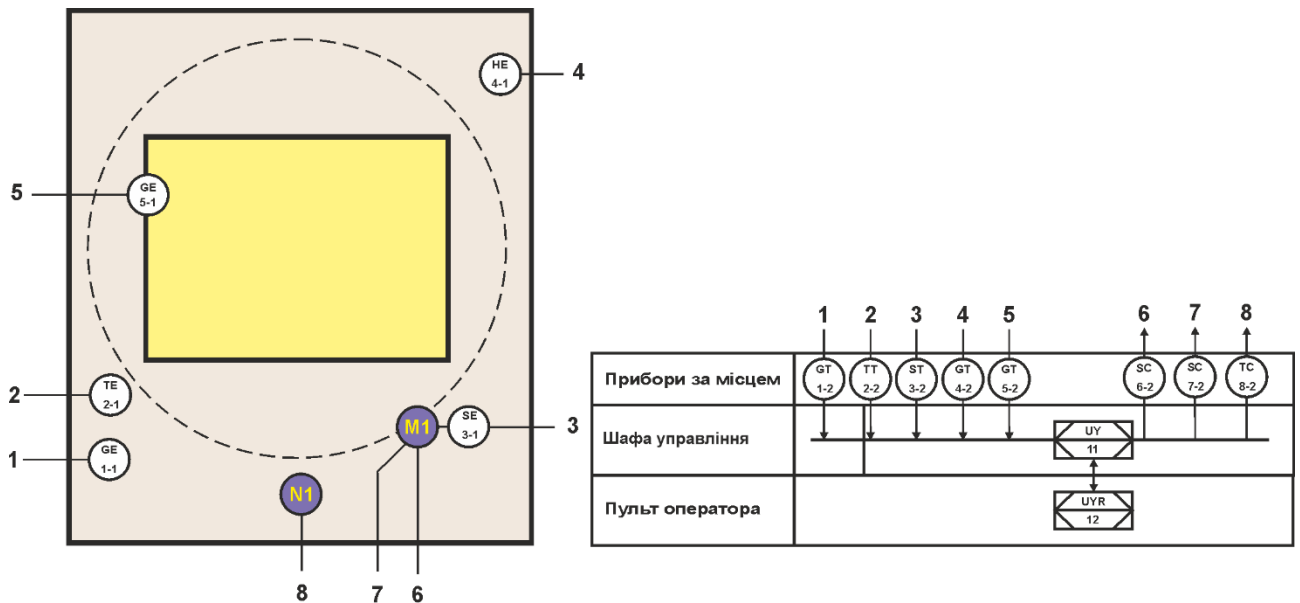 HE
4-1
4
5
GE
5-1
2
TE
2-1
1
GE
1-1
M1
SE
3-1
3
N1
8
7
6
1 2 3 4 5 6 7 8
Прибори за місцем
GT
1-2
TT
2-2
ST
3-2
GT
4-2
GT
5-2
SC
6-2
SC
7-2
TC
8-2
Шафа управління
UY
11
Пульт оператора
UYR
12